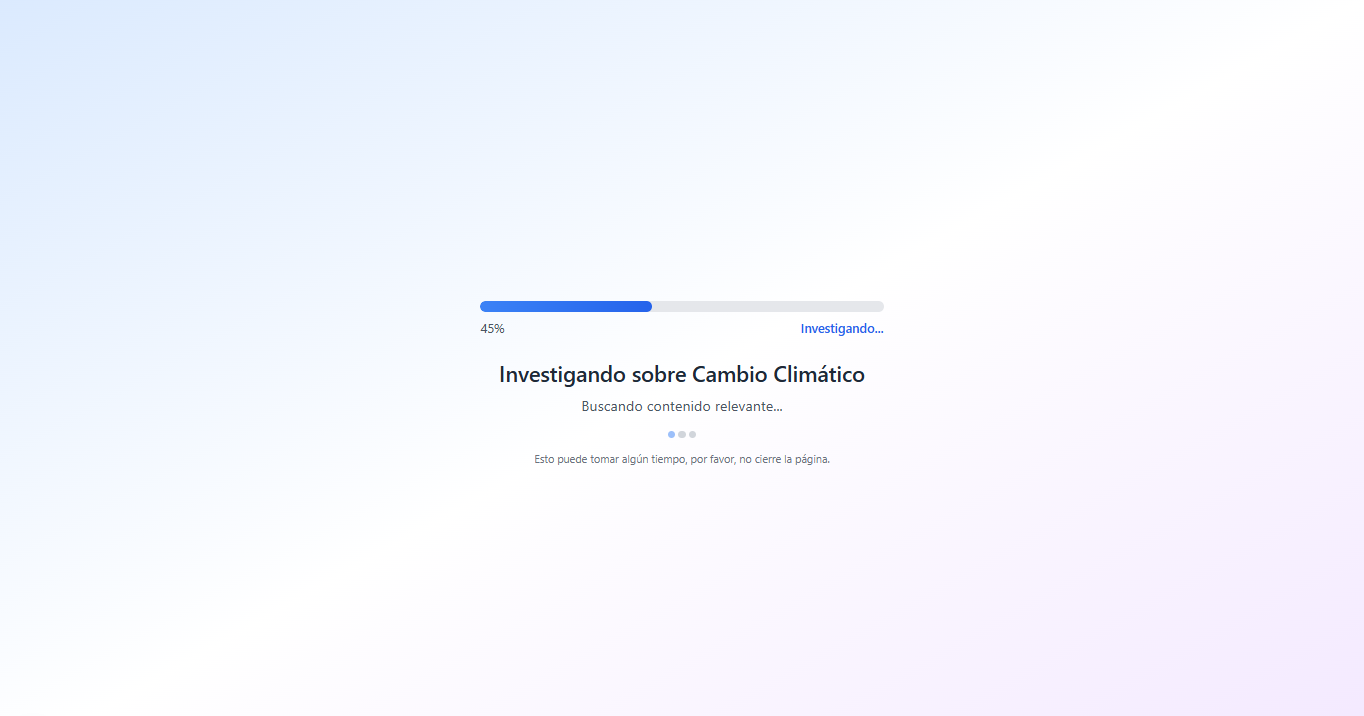 45%
Investigando...
Investigando sobre Cambio Climático
Buscando contenido relevante...
Esto puede tomar algún tiempo, por favor, no cierre la página.